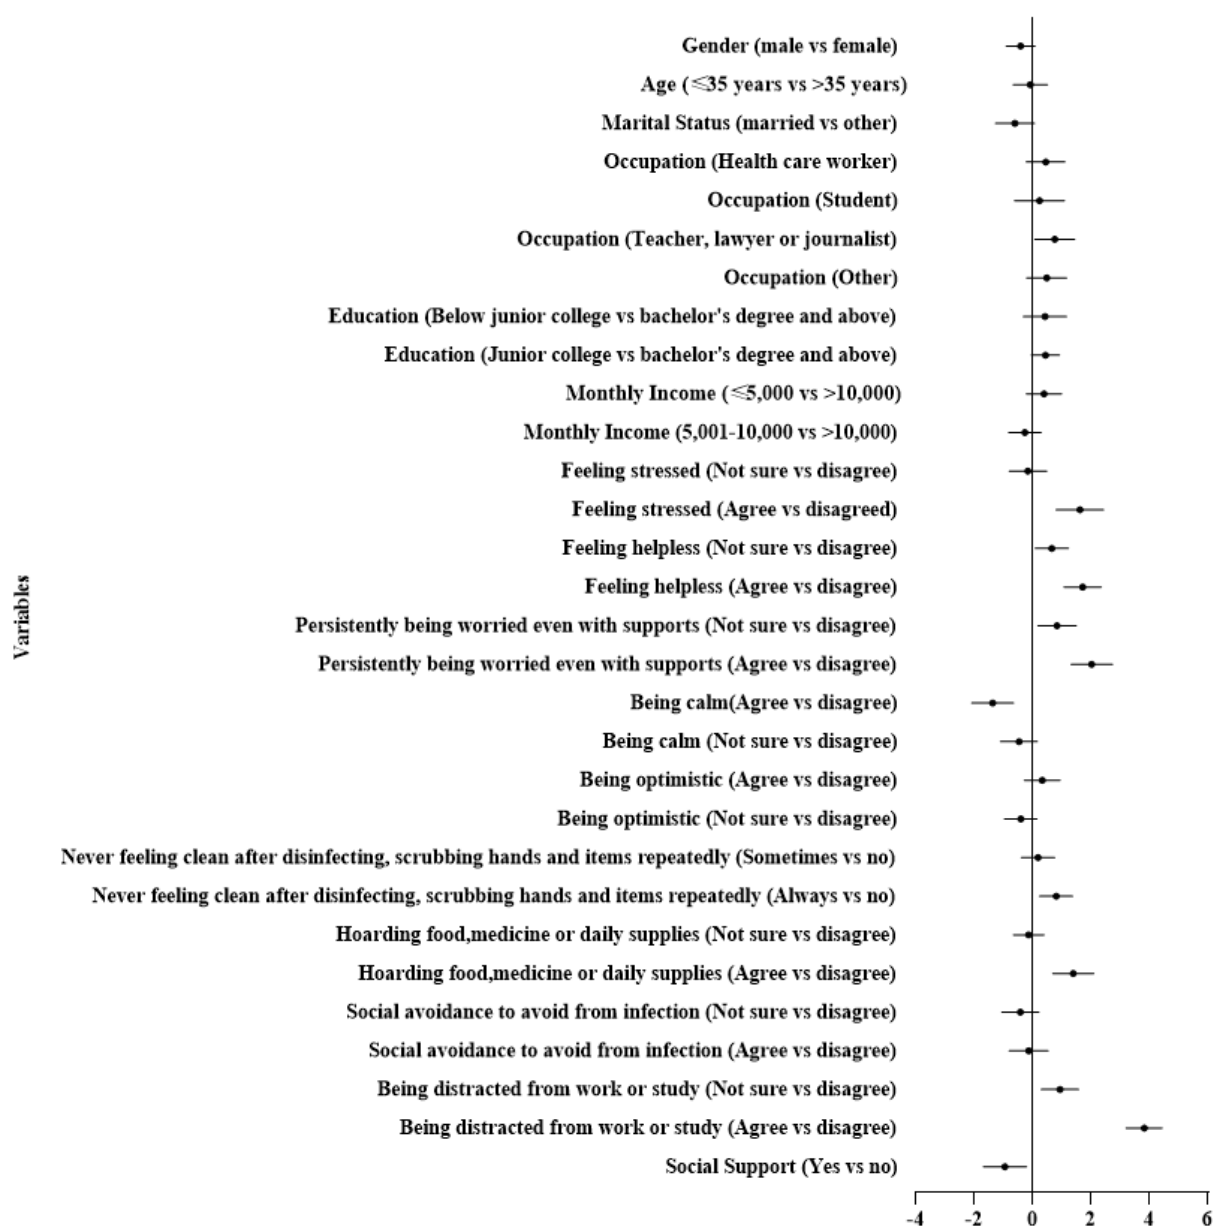 Gender (male vs female)
Age (≤35 years vs >35 years)
Marital Status (married vs other)
Occupation (Health care worker)
Occupation (Student)
Occupation (Teacher, lawyer or journalist)
Occupation (Other)
Education (Below junior college vs bachelor's degree and above)
Education (Junior college vs bachelor's degree and above)
Monthly Income (≤5,000 vs >10,000)
Monthly Income (5,001-10,000 vs >10,000)
Feeling stressed (Not sure vs disagree)
Feeling stressed (Agree vs disagreed)
Feeling helpless (Not sure vs disagree)
Feeling helpless (Agree vs disagree)
Persistently being worried even with supports (Not sure vs disagree)
Persistently being worried even with supports (Agree vs disagree)
Being calm(Agree vs disagree)
Being calm (Not sure vs disagree)
Being optimistic (Agree vs disagree)
Being optimistic (Not sure vs disagree)
Never feeling clean after disinfecting, scrubbing hands and items repeatedly (Sometimes vs no)
Never feeling clean after disinfecting, scrubbing hands and items repeatedly (Always vs no)
Hoarding food,medicine or daily supplies (Not sure vs disagree)
Hoarding food,medicine or daily supplies (Agree vs disagree)
Social avoidance to avoid from infection (Not sure vs disagree)
Social avoidance to avoid from infection (Agree vs disagree)
Being distracted from work or study (Not sure vs disagree)
Being distracted from work or study (Agree vs disagree)
Social Support (Yes vs no)
Variables
-4 -2 0 2 4 6